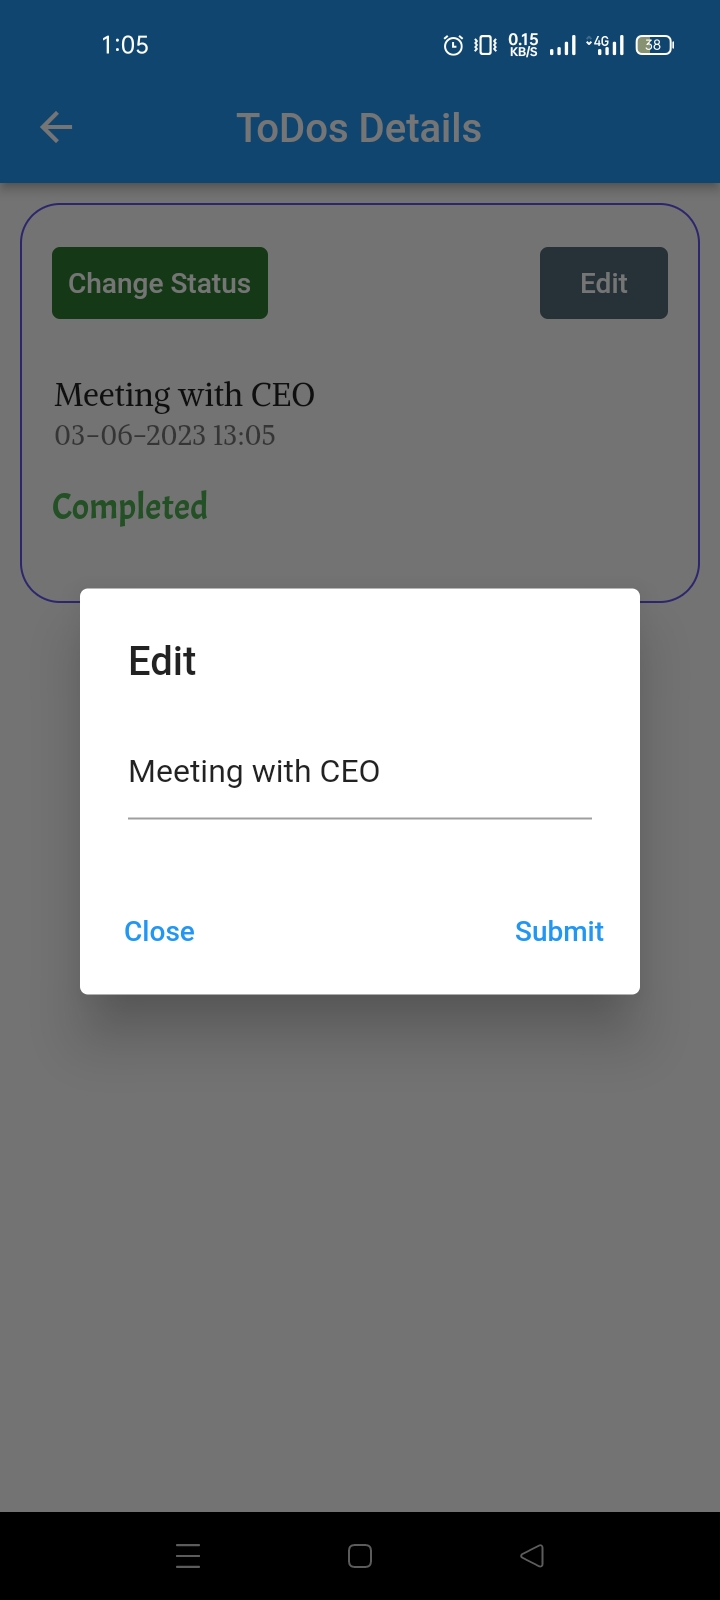 1:05
0.15
KB/S
4G
38
ToDos Details
Change Status
Edit
Meeting with CEO
03-06-2023 13:05
Completed
Edit
Meeting with CEO
Close
Submit